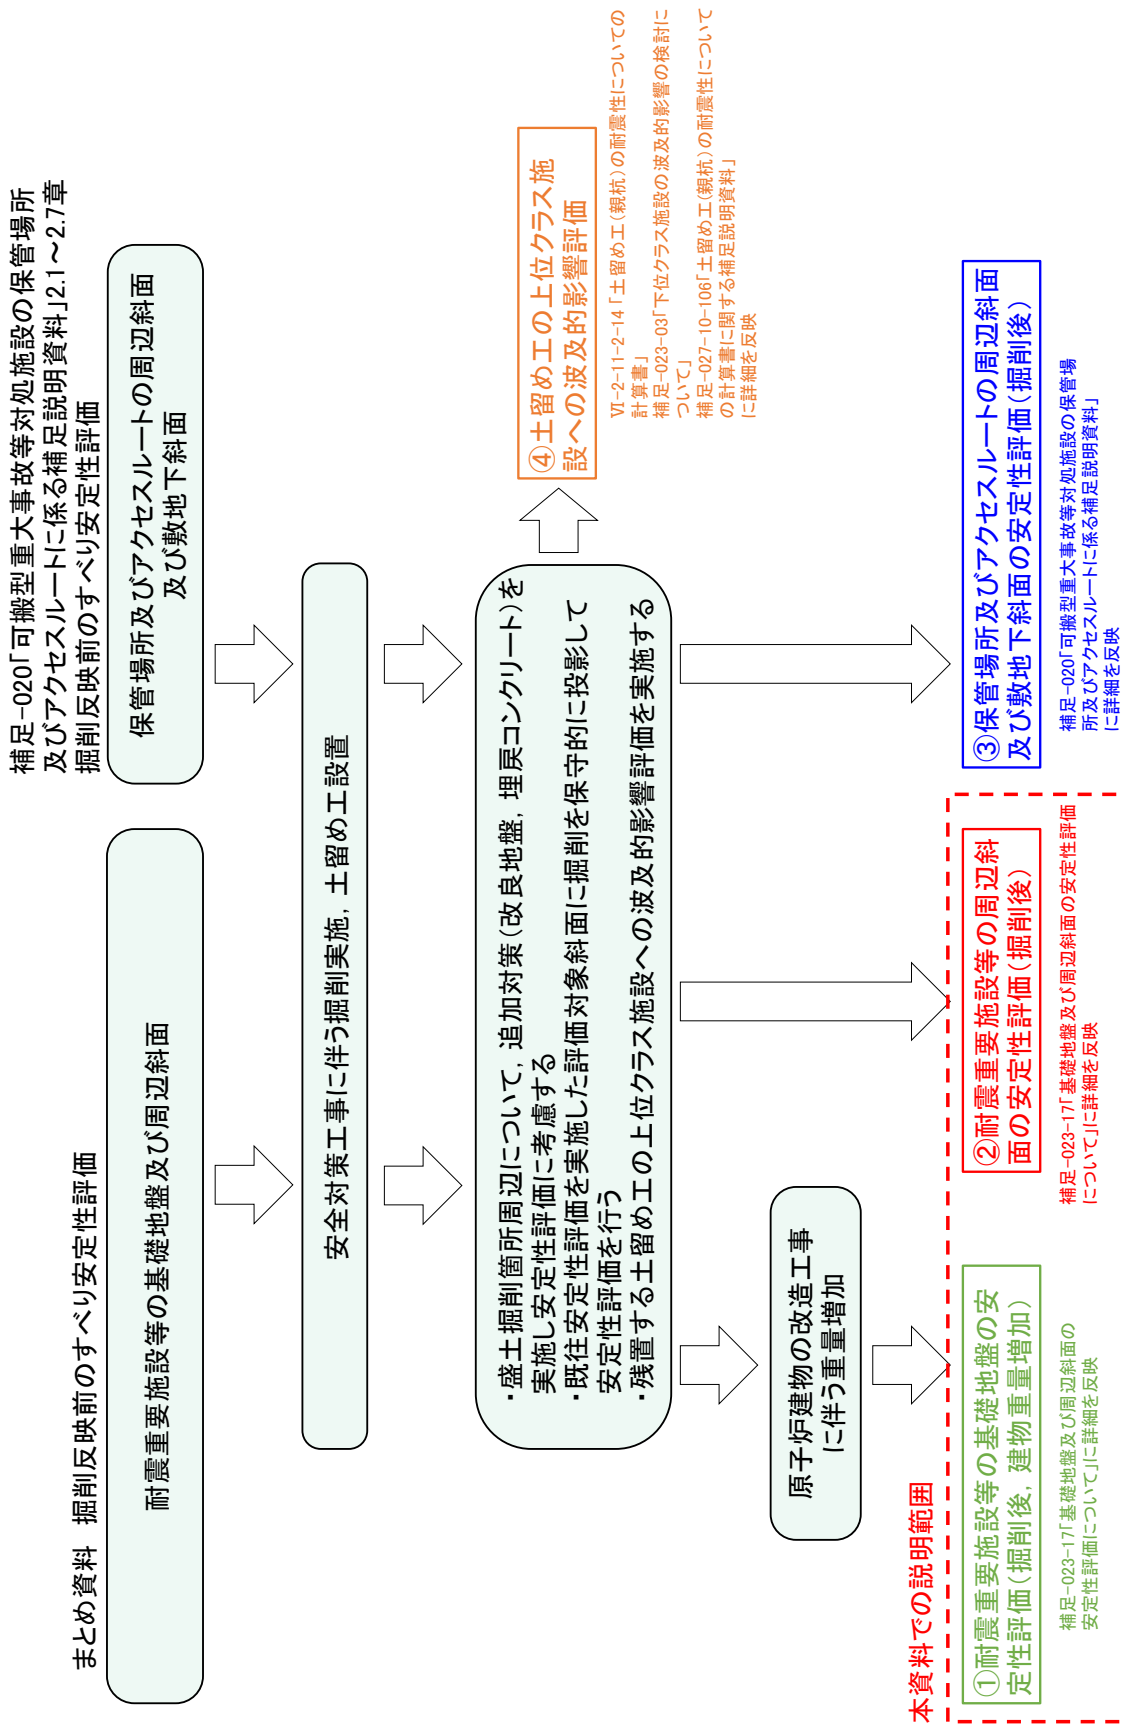 まとめ資料　掘削反映前のすべり安定性評価
耐震重要施設等の基礎地盤及び周辺斜面
補足-020「可搬型重大事故等対処施設の保管場所
及びアクセスルートに係る補足説明資料」2.1～2.7章
掘削反映前のすべり安定性評価
保管場所及びアクセスルートの周辺斜面
及び敷地下斜面
安全対策工事に伴う掘削実施，土留め工設置
・盛土掘削箇所周辺について，追加対策（改良地盤，埋戻コンクリート）を
実施し安定性評価に考慮する
・既往安定性評価を実施した評価対象斜面に掘削を保守的に投影して
安定性評価を行う
・残置する土留め工の上位クラス施設への波及的影響評価を実施する
④土留め工の上位クラス施
設への波及的影響評価
Ⅵ-2-11-2-14「土留め工（親杭）の耐震性についての
計算書」
補足-023-03「下位クラス施設の波及的影響の検討に
ついて」
補足-027-10-106「土留め工（親杭）の耐震性について
の計算書に関する補足説明資料」
に詳細を反映
原子炉建物の改造工事
に伴う重量増加
本資料での説明範囲
①耐震重要施設等の基礎地盤の安
定性評価（掘削後，建物重量増加）
補足-023-17「基礎地盤及び周辺斜面の
安定性評価について」に詳細を反映
②耐震重要施設等の周辺斜
面の安定性評価（掘削後）
補足-023-17「基礎地盤及び周辺斜面の安定性評価
について」に詳細を反映
③保管場所及びアクセスルートの周辺斜面
及び敷地下斜面の安定性評価（掘削後）
補足-020「可搬型重大事故等対処施設の保管場
所及びアクセスルートに係る補足説明資料」
に詳細を反映